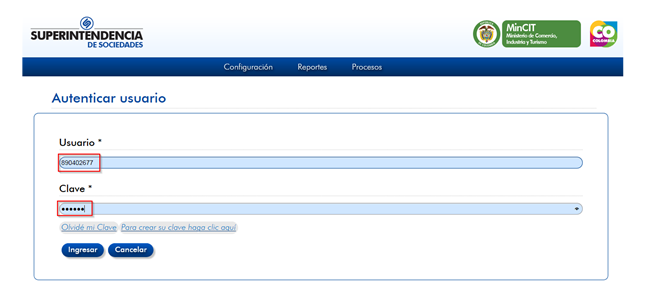 SUPERINTENDENCIA
DE SOCIEDADES
MinCIT
Ministerio de Comercio,
Industria y Turismo
CO
COLOMBIA
Configuración Reportes Procesos
Autenticar usuario
Usuario *
890402677
Clave *
••••••
Olvidé mi Clave Para crear su clave haga clic aquí
Ingresar Cancelar